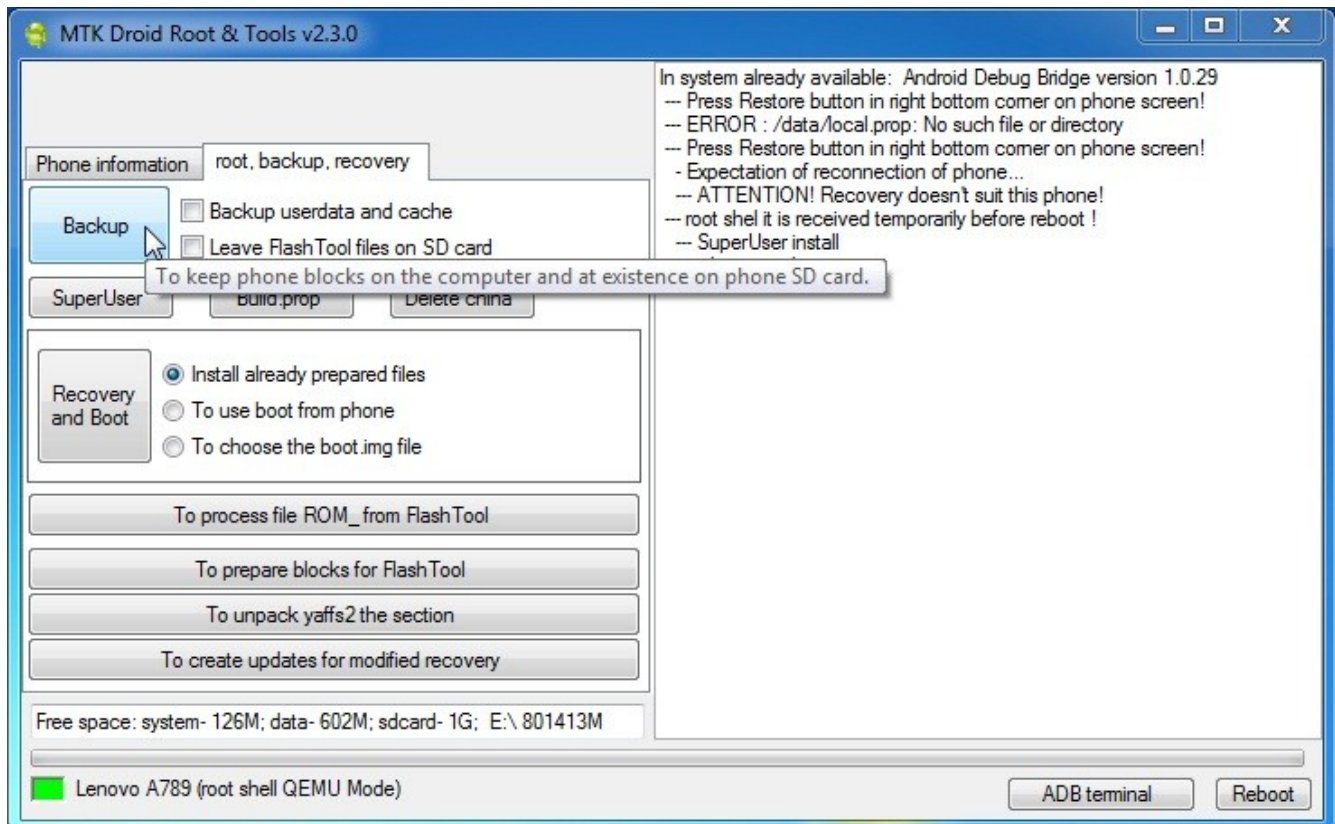 MTK Droid Root & Tools v2.3.0
Phone information
root, backup, recovery
Backup
Backup userdata and cache
Leave FlashTool files on SD card
To keep phone blocks on the computer and at existence on phone SD card.
SuperUser
Build.prop
Delete china
Recovery
and Boot
Install already prepared files
To use boot from phone
To choose the boot.img file
To process file ROM_ from FlashTool
To prepare blocks for FlashTool
To unpack yaffs2 the section
To create updates for modified recovery
Free space: system- 126M; data- 602M; sdcard- 1G; E:\ 801413M
In system already available: Android Debug Bridge version 1.0.29
--- Press Restore button in right bottom corner on phone screen!
--- ERROR : /data/local.prop: No such file or directory
--- Press Restore button in right bottom corner on phone screen!
- Expectation of reconnection of phone...
--- ATTENTION! Recovery doesn't suit this phone!
--- root shel it is received temporarily before reboot !
--- SuperUser install
Lenovo A789 (root shell QEMU Mode)
ADB terminal
Reboot